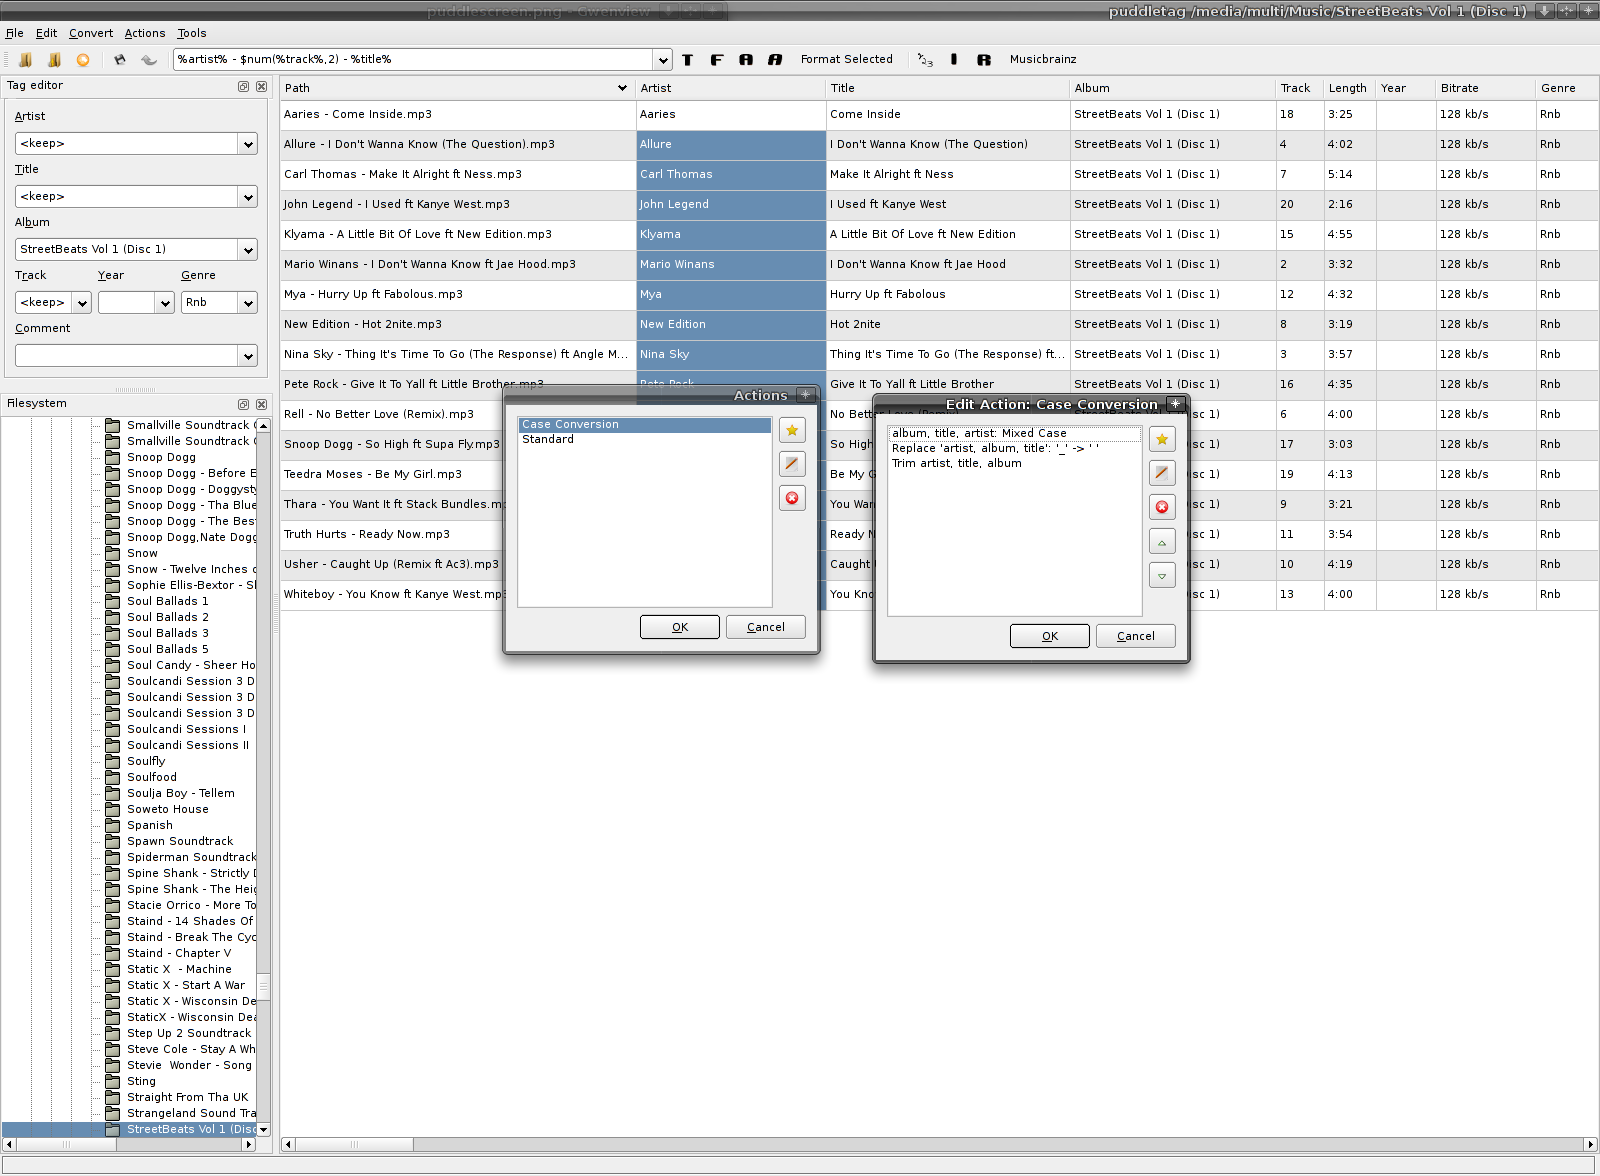 puddlescreen.png - Gwenview
puddletag /media/multi/Music/StreetBeats Vol 1 (Disc 1)
File Edit Convert Actions Tools
%artist% - $num(%track%,2) - %title%
T F A A Format Selected 123 I R Musicbrainz
Tag editor
Artist
<keep>
Title
<keep>
Album
StreetBeats Vol 1 (Disc 1)
Track Year Genre
<keep> Rnb
Comment
Filesystem
Smallville Soundtrack
Smallville Soundtrack
Snoop Dogg
Snoop Dogg - Before
Snoop Dogg - Doggyst
Snoop Dogg - Tha Blue
Snoop Dogg - The Bes
Snoop Dogg,Nate Dogg
Snow
Snow - Twelve Inches
Sophie Ellis-Bextor - S
Soul Ballads 1
Soul Ballads 2
Soul Ballads 3
Soul Ballads 5
Soul Candy - Sheer Ho
Soulcandi Session 3 D
Soulcandi Session 3 D
Soulcandi Session 3 D
Soulcandi Sessions I
Soulcandi Sessions II
Soulfly
Soulfood
Soulja Boy - Tellem
Soweto House
Spanish
Spawn Soundtrack
Spiderman Soundtrack
Spine Shank - Strictly
Spine Shank - The Hei
Stacie Orrico - More To
Staind - 14 Shades Of
Staind - Break The Cyc
Staind - Chapter V
Static X  - Machine
Static X - Start A War
Static X - Wisconsin De
StaticX - Wisconsin Dea
Step Up 2 Soundtrack
Steve Cole - Stay A Wh
Stevie  Wonder - Song
Sting
Straight From Tha UK
Strangeland Sound Tra
StreetBeats Vol 1 (Disc
Path Artist Title Album Track Length Year Bitrate Genre
Aaries - Come Inside.mp3 Aaries Come Inside StreetBeats Vol 1 (Disc 1) 18 3:25 128 kb/s Rnb
Allure - I Don't Wanna Know (The Question).mp3 Allure I Don't Wanna Know (The Question) StreetBeats Vol 1 (Disc 1) 4 4:02 128 kb/s Rnb
Carl Thomas - Make It Alright ft Ness.mp3 Carl Thomas Make It Alright ft Ness StreetBeats Vol 1 (Disc 1) 7 5:14 128 kb/s Rnb
John Legend - I Used ft Kanye West.mp3 John Legend I Used ft Kanye West StreetBeats Vol 1 (Disc 1) 20 2:16 128 kb/s Rnb
Klyama - A Little Bit Of Love ft New Edition.mp3 Klyama A Little Bit Of Love ft New Edition StreetBeats Vol 1 (Disc 1) 15 4:55 128 kb/s Rnb
Mario Winans - I Don't Wanna Know ft Jae Hood.mp3 Mario Winans I Don't Wanna Know ft Jae Hood StreetBeats Vol 1 (Disc 1) 2 3:32 128 kb/s Rnb
Mya - Hurry Up ft Fabolous.mp3 Mya Hurry Up ft Fabolous StreetBeats Vol 1 (Disc 1) 12 4:32 128 kb/s Rnb
New Edition - Hot 2nite.mp3 New Edition Hot 2nite StreetBeats Vol 1 (Disc 1) 8 3:19 128 kb/s Rnb
Nina Sky - Thing It's Time To Go (The Response) ft Angle M... Nina Sky Thing It's Time To Go (The Response) ft... StreetBeats Vol 1 (Disc 1) 3 3:57 128 kb/s Rnb
Pete Rock - Give It To Yall ft Little Brother.mp3 Pete Rock Give It To Yall ft Little Brother StreetBeats Vol 1 (Disc 1) 16 4:35 128 kb/s Rnb
Rell - No Better Love (Remix).mp3 No Better Love (Remix) StreetBeats Vol 1 6 4:00 128 kb/s Rnb
Snoop Dogg - So High ft Supa Fly.mp3 So High sc 1) 17 3:03 128 kb/s Rnb
Teedra Moses - Be My Girl.mp3 Be My G sc 1) 19 4:13 128 kb/s Rnb
Thara - You Want It ft Stack Bundles.mp You Wan sc 1) 9 3:21 128 kb/s Rnb
Truth Hurts - Ready Now.mp3 Ready N sc 1) 11 3:54 128 kb/s Rnb
Usher - Caught Up (Remix ft Ac3).mp3 Caught sc 1) 10 4:19 128 kb/s Rnb
Whiteboy - You Know ft Kanye West.mp3 You Kno sc 1) 13 4:00 128 kb/s Rnb
Actions
Case Conversion
Standard
OK Cancel
Edit Action: Case Conversion
album, title, artist: Mixed Case
Replace 'artist, album, title': '_' -> ' '
Trim artist, title, album
OK Cancel